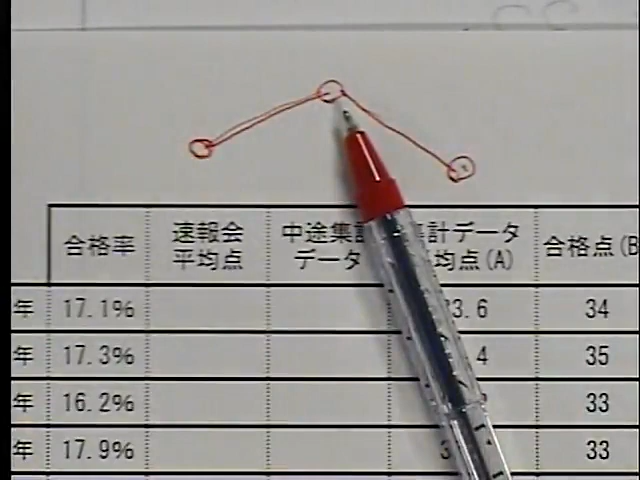 合格率 速報会平均点 中途集 データ 計データ 均点(A) 合格点(B
年 17.1% 3.6 34
年 17.3% 4 35
年 16.2% 33
年 17.9% 3 33